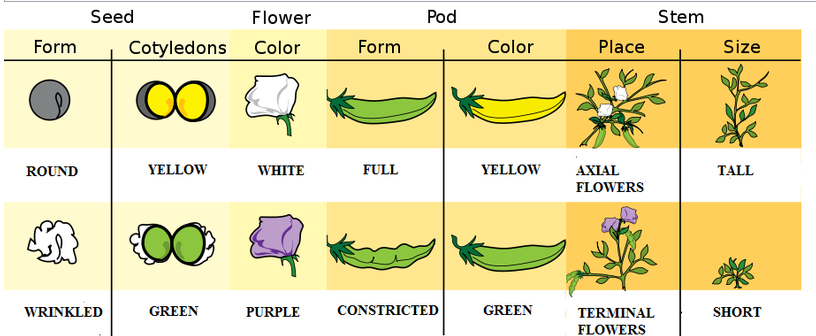 Seed Flower Pod Stem
Form Cotyledons Color Form Color Place Size
ROUND YELLOW WHITE FULL YELLOW AXIAL FLOWERS TALL
WRINKLED GREEN PURPLE CONSTRICTED GREEN TERMINAL FLOWERS SHORT